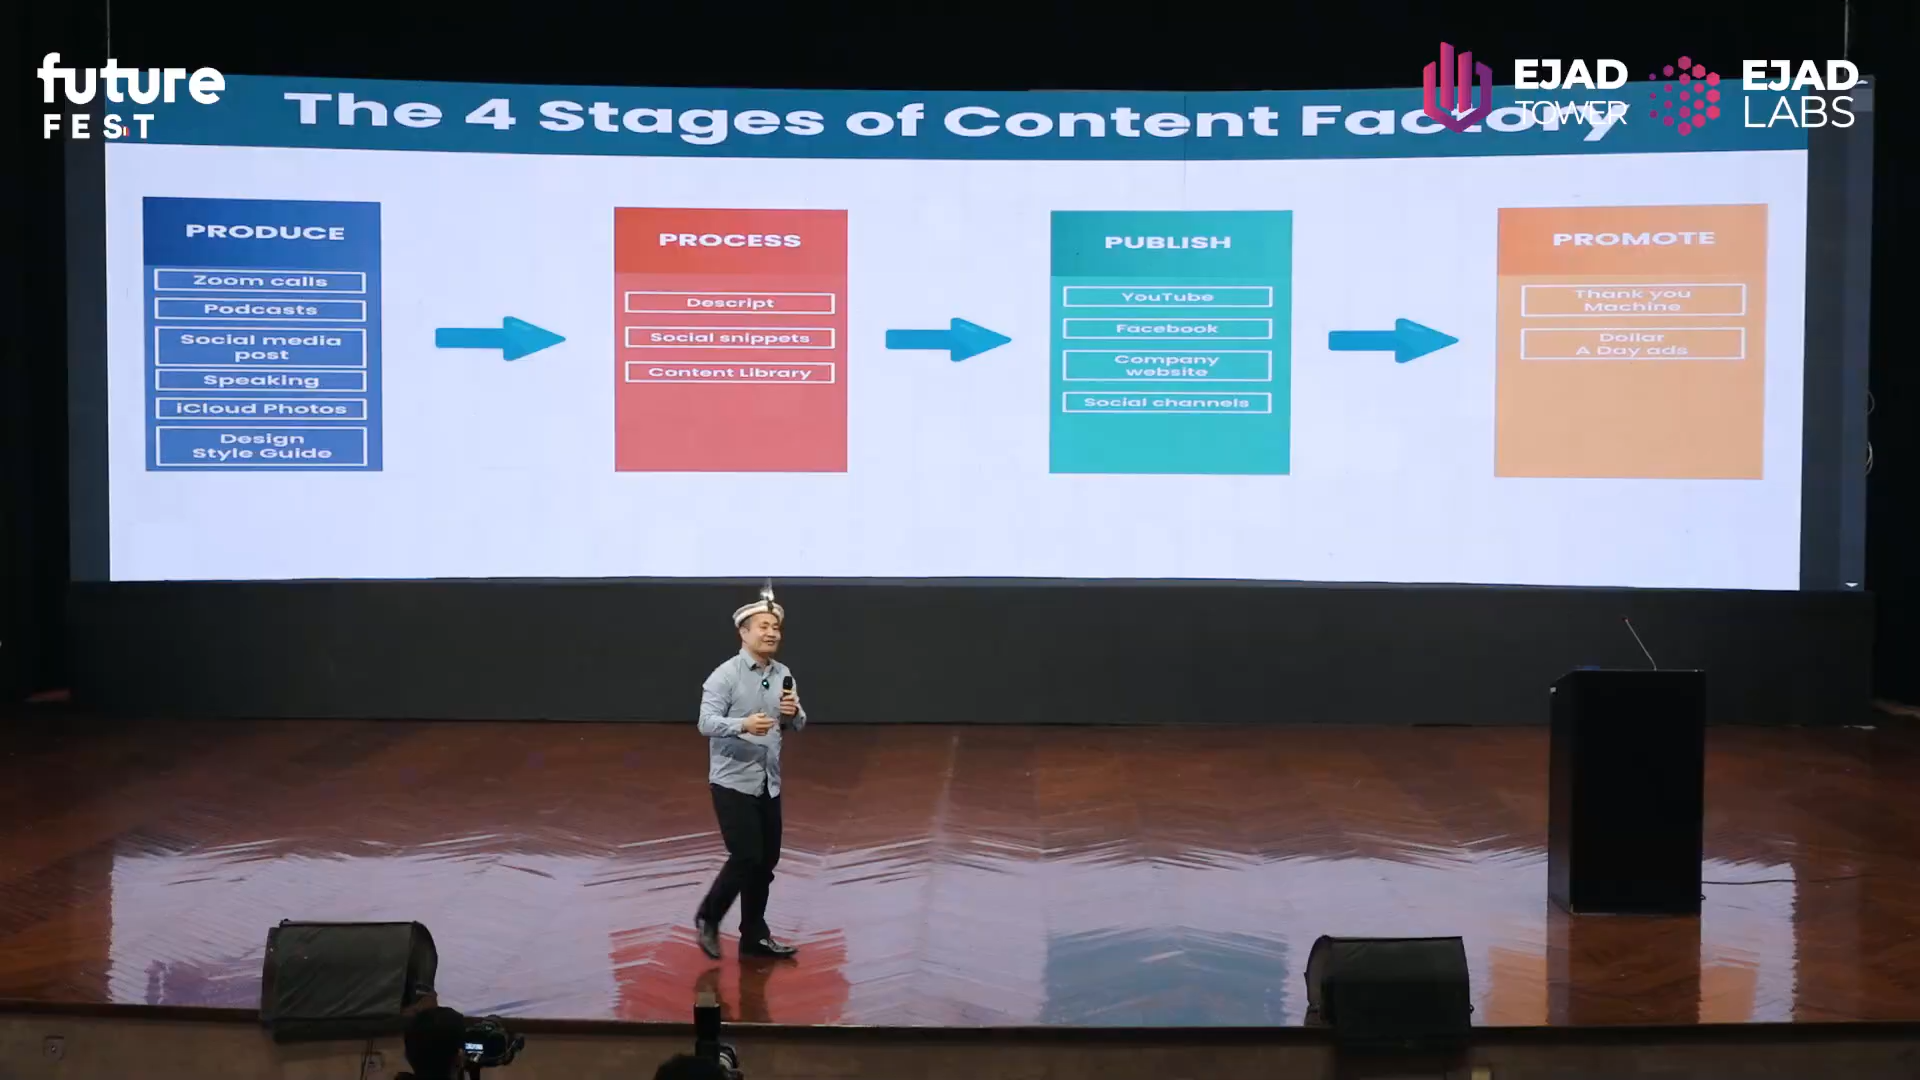 future
FEST
EJAD
TOWER
EJAD
LABS
The 4 Stages of Content Factory
PRODUCE
Zoom calls
Podcasts
Social media
post
Speaking
iCloud Photos
Design
Style Guide
PROCESS
Descript
Social snippets
Content Library
PUBLISH
YouTube
Facebook
Company
website
Social channels
PROMOTE
Thank you
Machine
Dollar
A Day ads